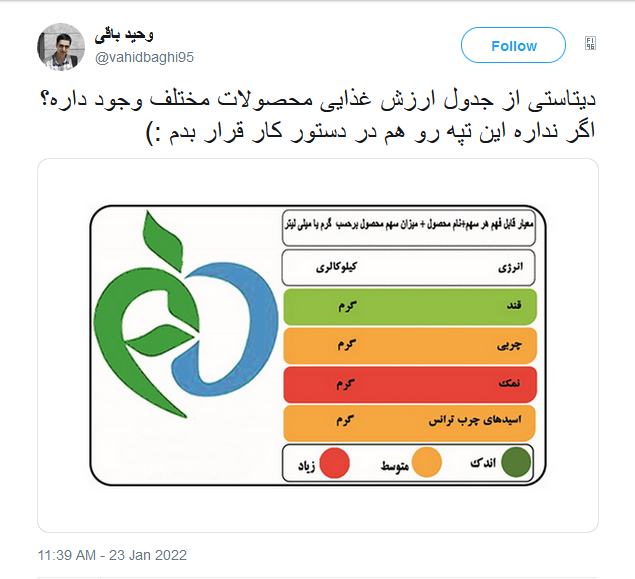 وحید باقی
@vahidbaghi95
Follow
دیتاستی از جدول ارزش غذایی محصولات مختلف وجود داره؟
اگر نداره این تپه رو هم در دستور کار قرار بدم :)
معیار قابل فهم هر سهم+نام محصول + میزان سهم محصول برحسب گرم یا میلی لیتر
انرژی کیلوکالری
قند گرم
چربی گرم
نمک گرم
اسیدهای چرب ترانس گرم
اندک متوسط زیاد
11:39 AM - 23 Jan 2022